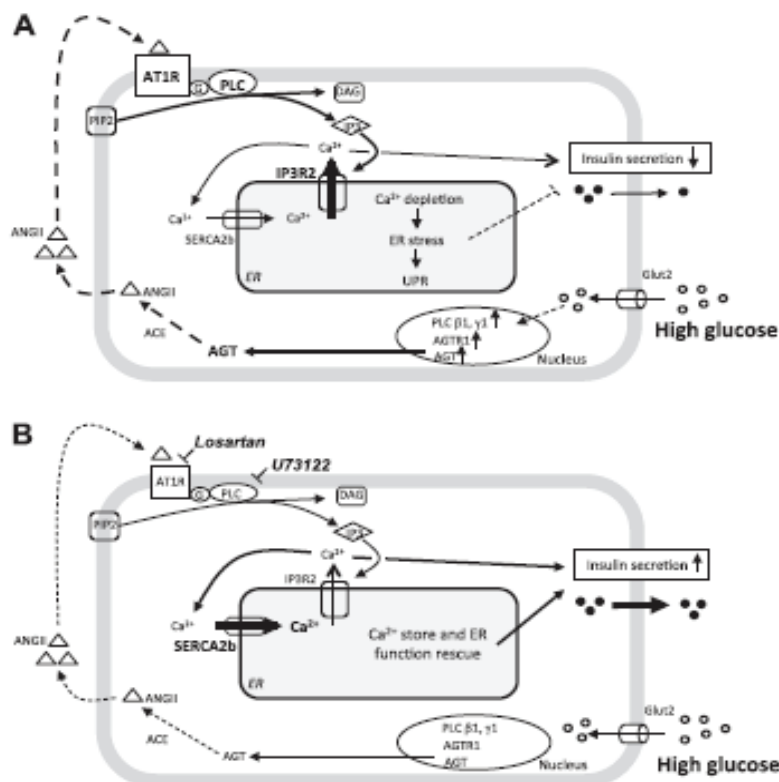 A
AT1R
G
PLC
DAG
PIP2
IP3
Ca²⁺
IP3R2
Insulin secretion
Ca²⁺
SERCA2b
Ca²⁺
Ca²⁺ depletion
ER stress
UPR
ER
ANGII
ANGII
ACE
AGT
PLC β1, γ1
AGTR1
AGT
Nucleus
Glut2
High glucose
B
Losartan
U73122
AT1R
G
PLC
DAG
PIP2
IP3
Ca²⁺
IP3R2
Insulin secretion
Ca²⁺
SERCA2b
Ca²⁺
Ca²⁺ store and ER
function rescue
ER
ANGII
ANGII
ACE
AGT
PLC β1, γ1
AGTR1
AGT
Nucleus
Glut2
High glucose